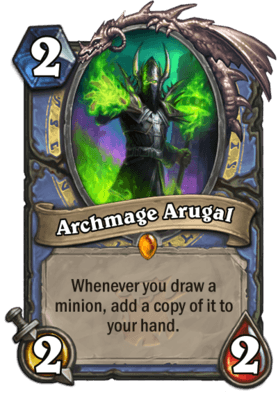 2
Archmage Arugal
Whenever you draw a
minion, add a copy of it to
your hand.
2
2